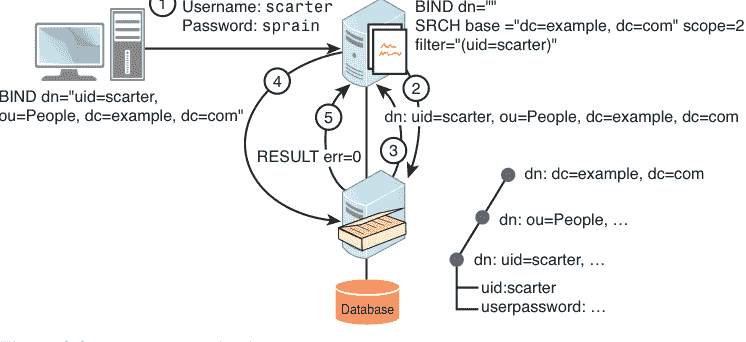 1
Username: scarter
Password: sprain
BIND dn=""
SRCH base ="dc=example, dc=com" scope=2
filter="(uid=scarter)"
4
2
BIND dn="uid=scarter,
ou=People, dc=example, dc=com"
5
dn: uid=scarter, ou=People, dc=example, dc=com
RESULT err=0
3
dn: dc=example, dc=com
dn: ou=People, …
dn: uid=scarter, …
uid:scarter
userpassword: …
Database